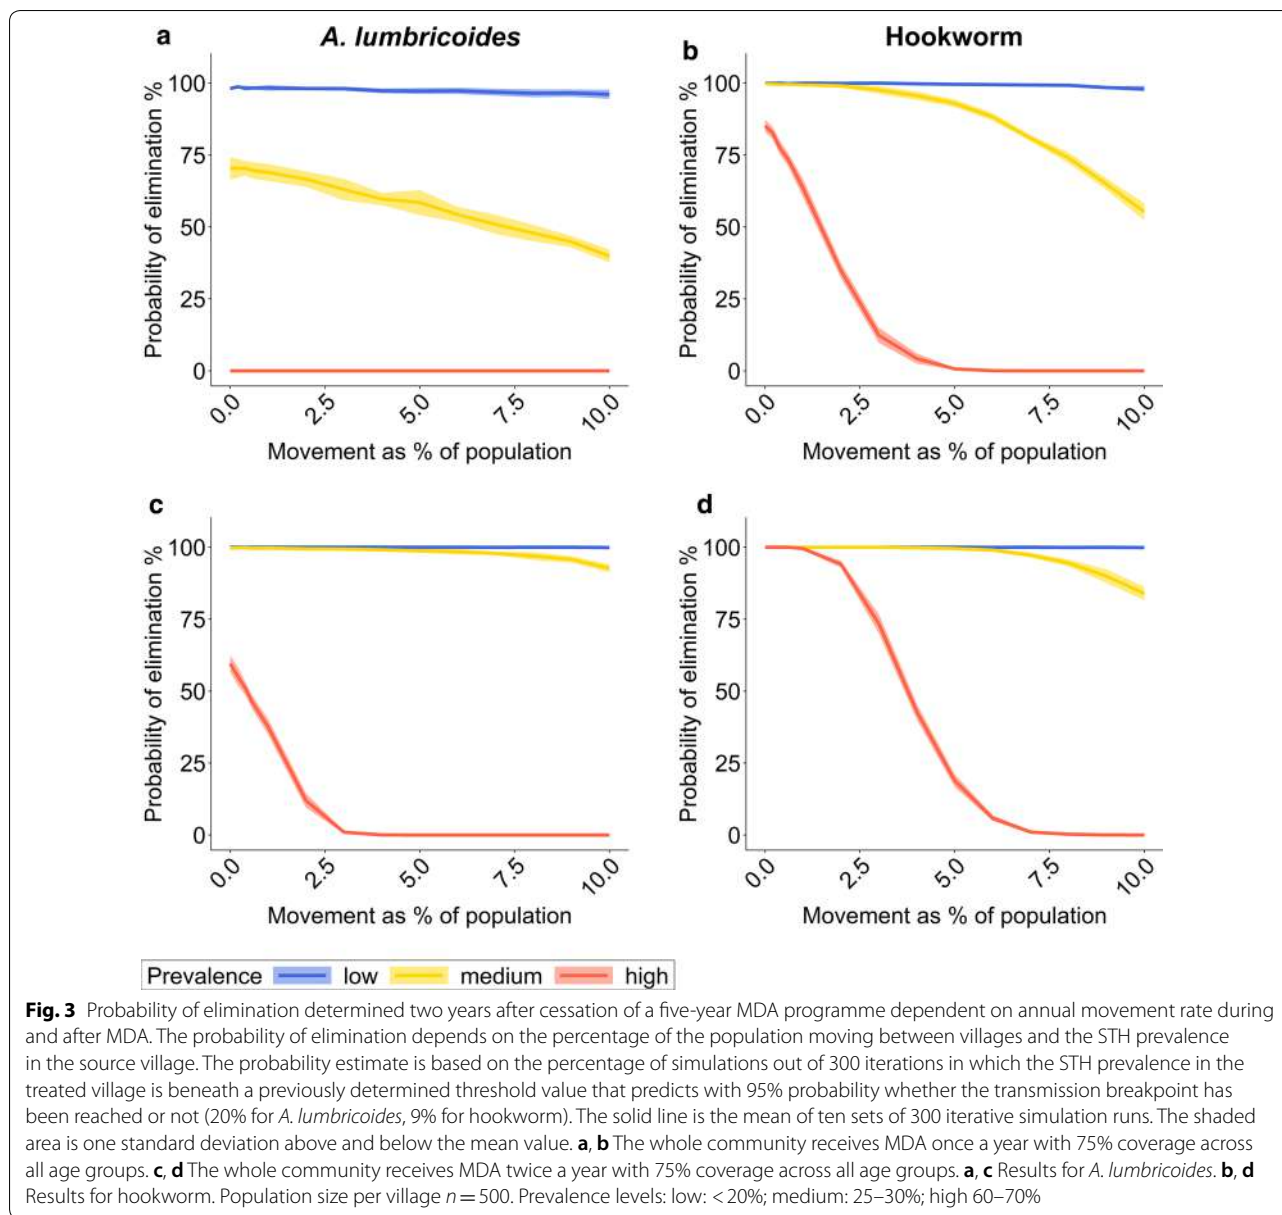 a
A. lumbricoides
b
Hookworm
Probability of elimination %
100
75
50
25
0
0.0
2.5
5.0
7.5
10.0
Movement as % of population
Probability of elimination %
100
75
50
25
0
0.0
2.5
5.0
7.5
10.0
Movement as % of population
c
d
Probability of elimination %
100
75
50
25
0
0.0
2.5
5.0
7.5
10.0
Movement as % of population
Probability of elimination %
100
75
50
25
0
0.0
2.5
5.0
7.5
10.0
Movement as % of population
Prevalence low medium high
Fig. 3 Probability of elimination determined two years after cessation of a five-year MDA programme dependent on annual movement rate during
and after MDA. The probability of elimination depends on the percentage of the population moving between villages and the STH prevalence
in the source village. The probability estimate is based on the percentage of simulations out of 300 iterations in which the STH prevalence in the
treated village is beneath a previously determined threshold value that predicts with 95% probability whether the transmission breakpoint has
been reached or not (20% for A. lumbricoides, 9% for hookworm). The solid line is the mean of ten sets of 300 iterative simulation runs. The shaded
area is one standard deviation above and below the mean value. a, b The whole community receives MDA once a year with 75% coverage across
all age groups. c, d The whole community receives MDA twice a year with 75% coverage across all age groups. a, c Results for A. lumbricoides. b, d
Results for hookworm. Population size per village n = 500. Prevalence levels: low: < 20%; medium: 25–30%; high 60–70%